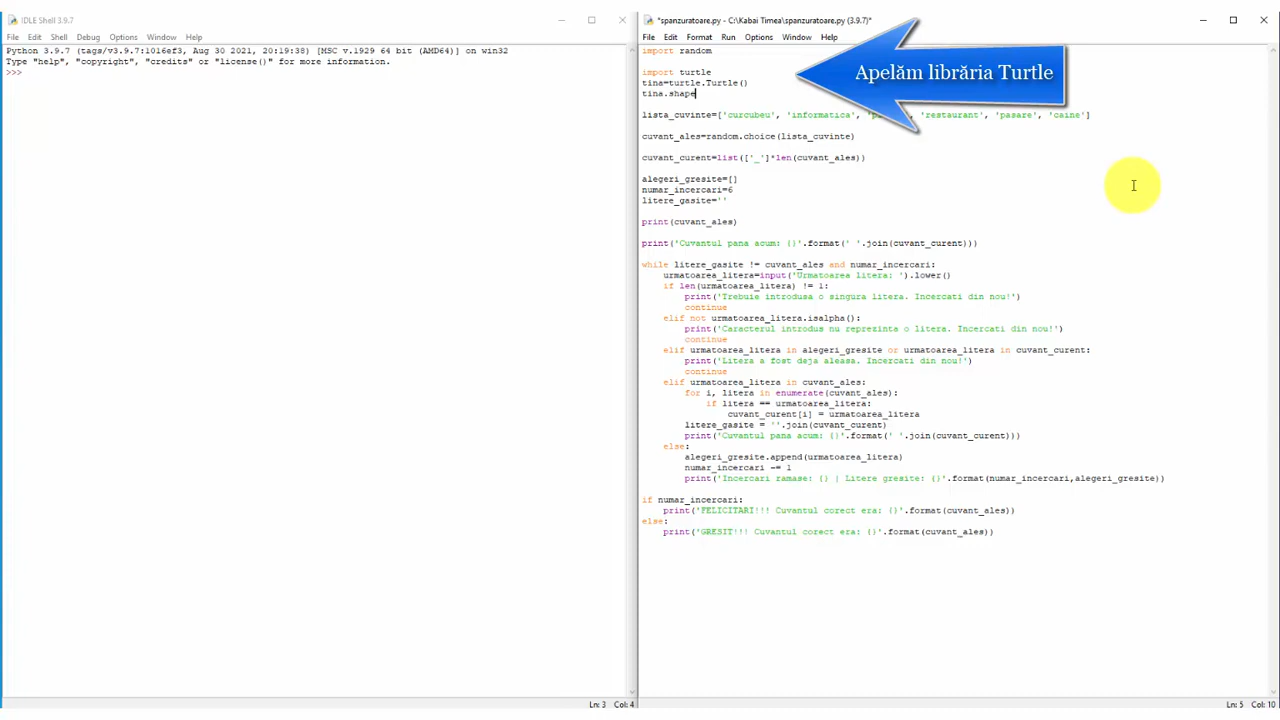 IDLE Shell 3.9.7
File Edit Shell Debug Options Window Help
Python 3.9.7 (tags/v3.9.7:1016ef3, Aug 30 2021, 20:19:38) [MSC v.1929 64 bit (AMD64)] on win32
Type "help", "copyright", "credits" or "license()" for more information.
>>>
Ln: 3 Col: 4
*spanzuratoare.py - C:\Kabai Timea\spanzuratoare.py (3.9.7)*
File Edit Format Run Options Window Help
import random
import turtle
tina=turtle.Turtle()
tina.shape
Apelăm librăria Turtle
lista_cuvinte=['curcubeu', 'informatica', 'restaurant', 'pasare', 'caine']
cuvant_ales=random.choice(lista_cuvinte)
cuvant_curent=list(['_']*len(cuvant_ales))
alegeri_gresite=[]
numar_incercari=6
litere_gasite=''
print(cuvant_ales)
print('Cuvantul pana acum: {}'.format(' '.join(cuvant_curent)))
while litere_gasite != cuvant_ales and numar_incercari:
urmatoarea_litera=input('Urmatoarea litera: ').lower()
if len(urmatoarea_litera) != 1:
print('Trebuie introdusa o singura litera. Incercati din nou!')
continue
elif not urmatoarea_litera.isalpha():
print('Caracterul introdus nu reprezinta o litera. Incercati din nou!')
continue
elif urmatoarea_litera in alegeri_gresite or urmatoarea_litera in cuvant_curent:
print('Litera a fost deja aleasa. Incercati din nou!')
continue
elif urmatoarea_litera in cuvant_ales:
for i, litera in enumerate(cuvant_ales):
if litera == urmatoarea_litera:
cuvant_curent[i] = urmatoarea_litera
litere_gasite = ''.join(cuvant_curent)
print('Cuvantul pana acum: {}'.format(' '.join(cuvant_curent)))
else:
alegeri_gresite.append(urmatoarea_litera)
numar_incercari -= 1
print('Incercari ramase: {} | Litere gresite: {}'.format(numar_incercari,alegeri_gresite))
if numar_incercari:
print('FELICITARI!!! Cuvantul corect era: {}'.format(cuvant_ales))
else:
print('GRESIT!!! Cuvantul corect era: {}'.format(cuvant_ales))
Ln: 5 Col: 10